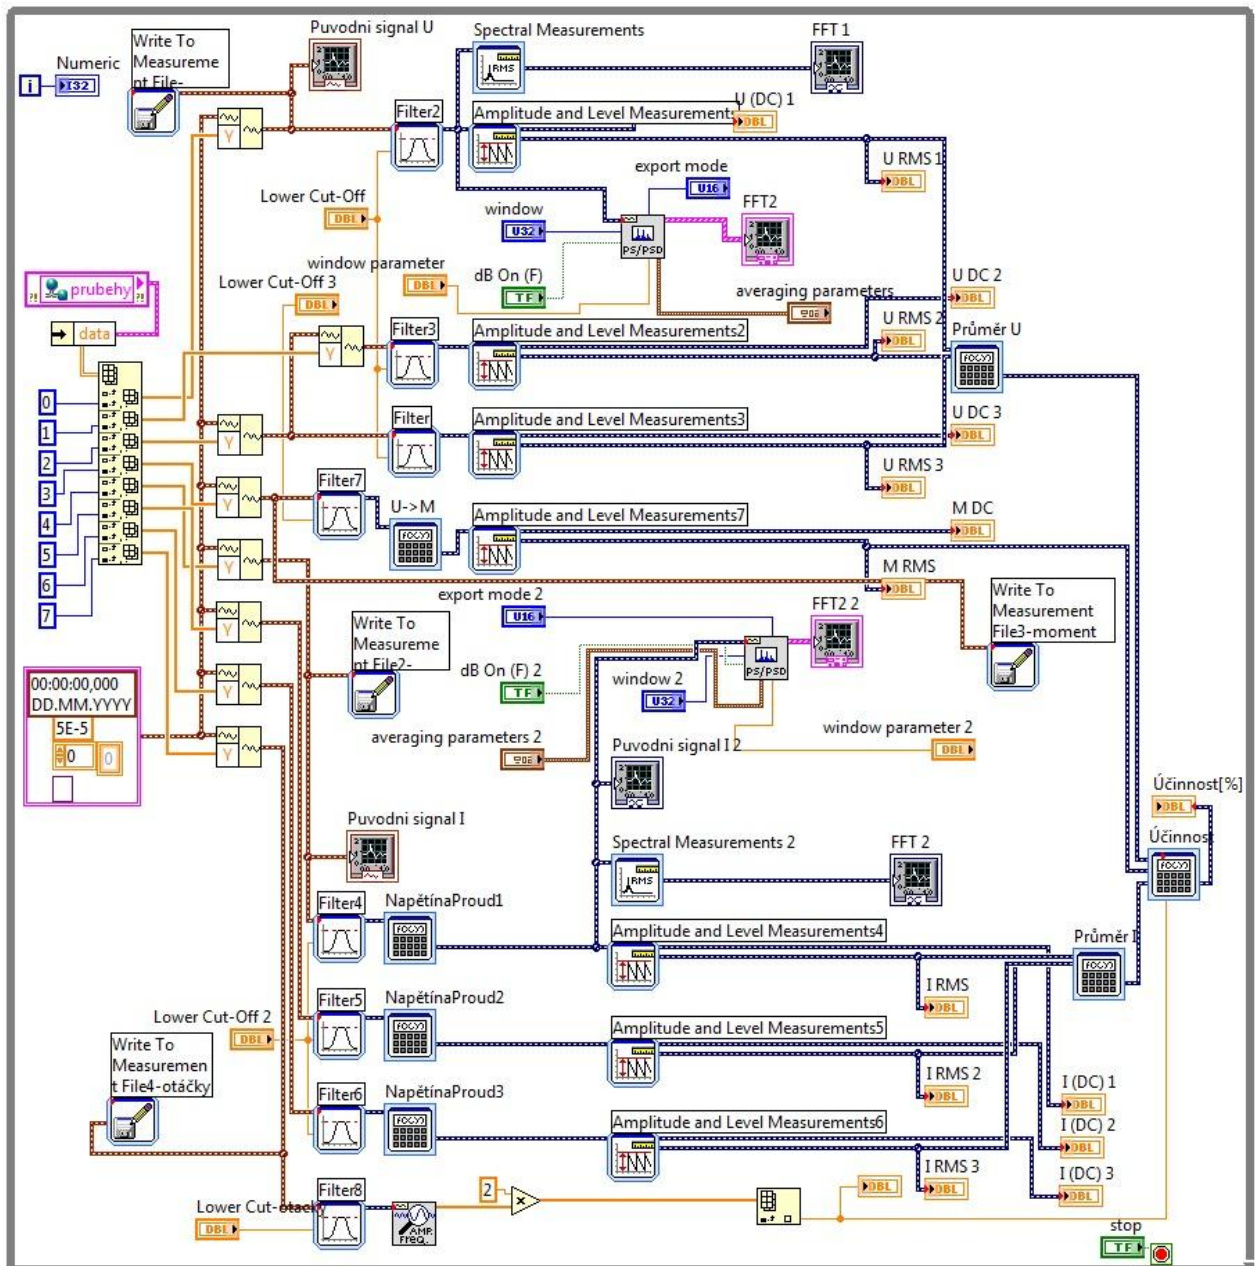 Puvodni signal U
Write To
Measureme
nt File-
Numeric
i
I32
Spectral Measurements
FFT 1
RMS
Filter2
Amplitude and Level Measurement
U (DC) 1
DBL
Y
U RMS 1
DBL
export mode
U16
Lower Cut-Off
DBL
window
U32
FFT2
PS/PSD
window parameter
DBL
dB On (F)
TF
averaging parameters
Lower Cut-Off 3
DBL
prubehy
data
U DC 2
DBL
U RMS 2
DBL
Průměr U
Filter3
Amplitude and Level Measurements2
Y
0
1
2
3
4
5
6
7
Filter
Amplitude and Level Measurements3
Y
U DC 3
DBL
U RMS 3
DBL
Filter7
U->M
Amplitude and Level Measurements7
Y
M DC
DBL
M RMS
DBL
Y
export mode 2
U16
FFT2 2
Write To
Measurement
File3-moment
Write To
Measureme
nt File2-
Y
dB On (F) 2
TF
PS/PSD
window 2
U32
00:00:00,000
DD.MM.YYYY
5E-5
0
0
Y
Y
averaging parameters 2
window parameter 2
DBL
Puvodni signal I 2
Účinnost[%]
DBL
Puvodni signal I
Účinnost
Spectral Measurements 2
FFT 2
RMS
Filter4
NapětínaProud1
Amplitude and Level Measurements4
Průměr I
I RMS
DBL
Filter5
NapětínaProud2
Lower Cut-Off 2
DBL
Amplitude and Level Measurements5
Write To
Measuremen
t File4-otáčky
I RMS 2
DBL
I (DC) 1
DBL
Filter6
NapětínaProud3
Amplitude and Level Measurements6
I (DC) 2
DBL
I RMS 3
DBL
I (DC) 3
DBL
Filter8
2
x
DBL
Lower Cut-otacky
DBL
AMP.
FREQ.
stop
TF